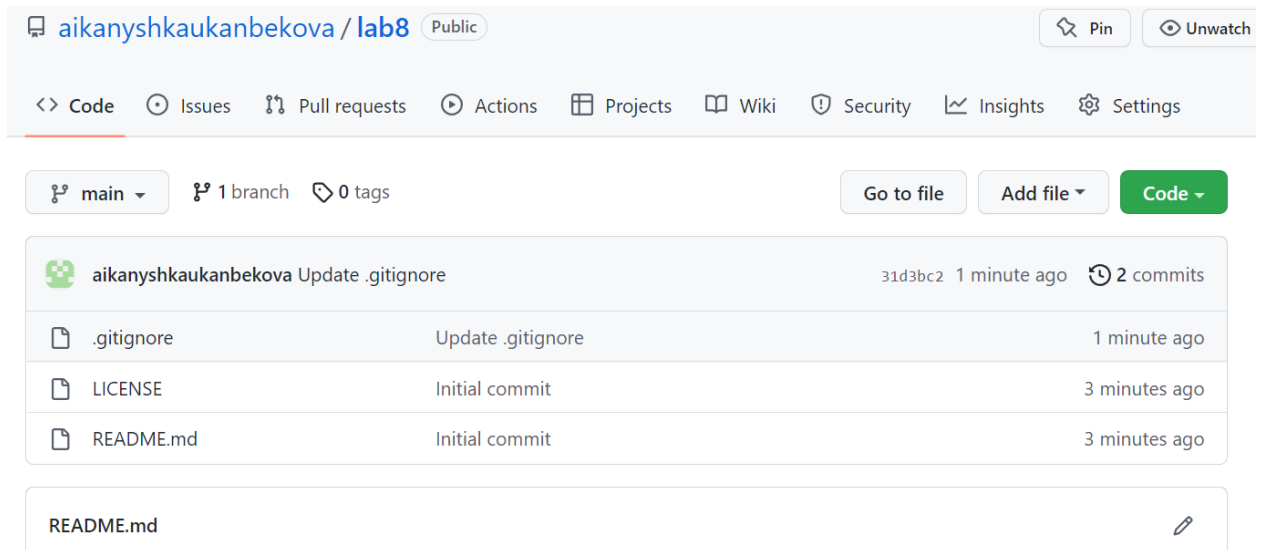 aikanyshkaukanbekova / lab8 Public Pin Unwatch
Code Issues Pull requests Actions Projects Wiki Security Insights Settings
main 1 branch 0 tags Go to file Add file Code
aikanyshkaukanbekova Update .gitignore 31d3bc2 1 minute ago 2 commits
.gitignore Update .gitignore 1 minute ago
LICENSE Initial commit 3 minutes ago
README.md Initial commit 3 minutes ago
README.md